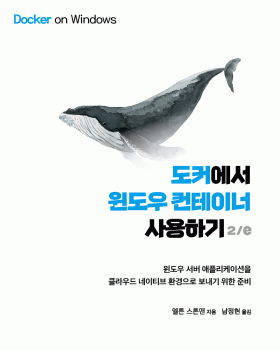 Docker on Windows
도커에서
윈도우 컨테이너
사용하기 2/e
윈도우 서버 애플리케이션을
클라우드 네이티브 환경으로 보내기 위한 준비
엘튼 스톤맨 지음 남정현 옮김